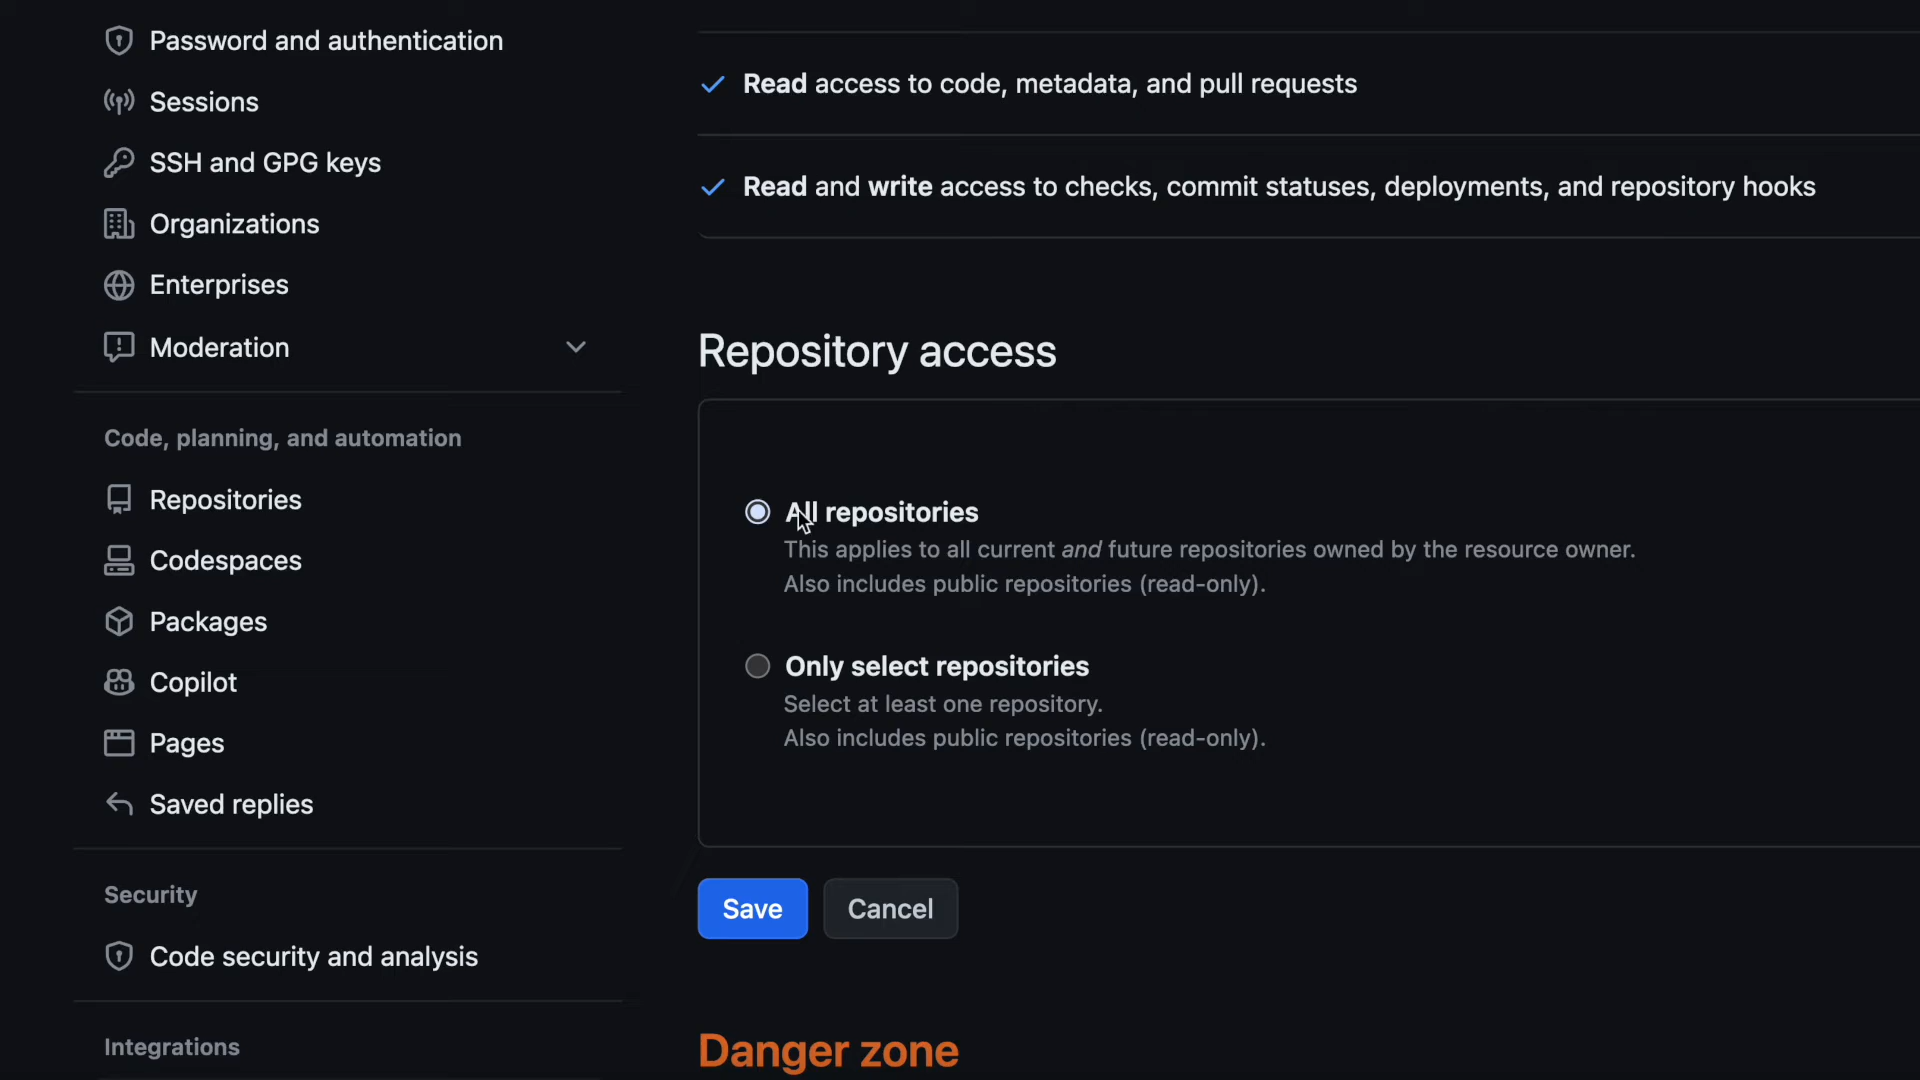 Password and authentication
Sessions
SSH and GPG keys
Organizations
Enterprises
Moderation
Code, planning, and automation
Repositories
Codespaces
Packages
Copilot
Pages
Saved replies
Security
Code security and analysis
Integrations
Read access to code, metadata, and pull requests
Read and write access to checks, commit statuses, deployments, and repository hooks
Repository access
All repositories
This applies to all current and future repositories owned by the resource owner.
Also includes public repositories (read-only).
Only select repositories
Select at least one repository.
Also includes public repositories (read-only).
Save
Cancel
Danger zone